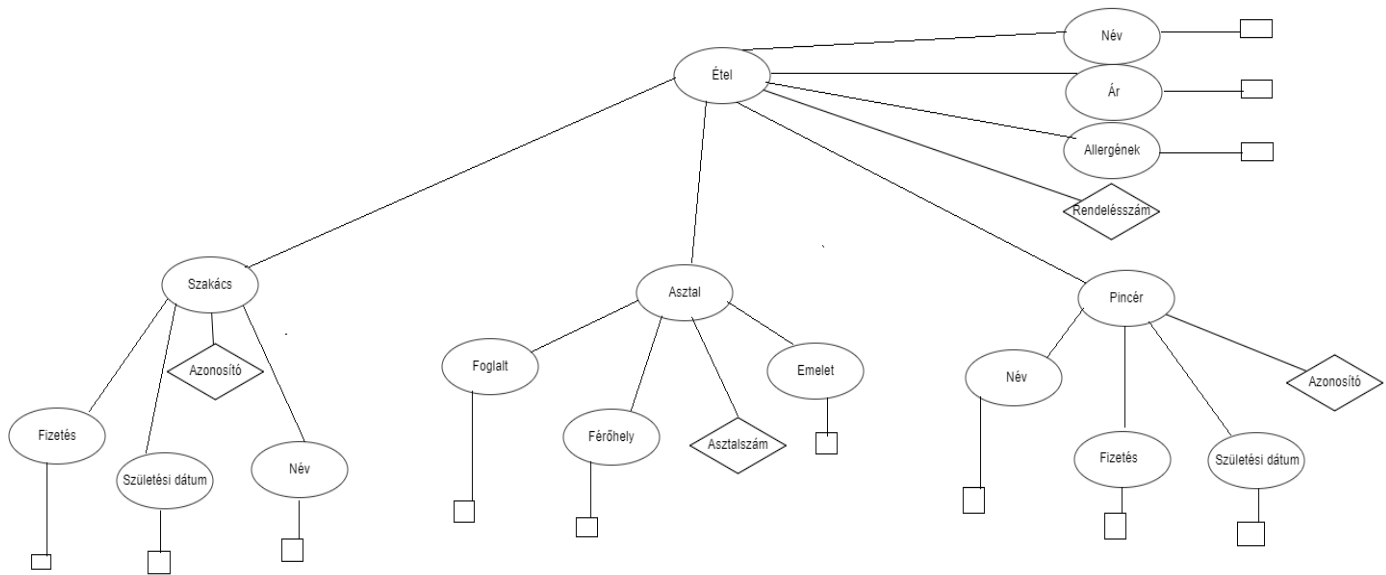 Név
Étel
Ár
Allergének
Rendelésszám
Szakács
Asztal
Pincér
Foglalt
Emelet
Név
Azonosító
Azonosító
Fizetés
Férőhely
Asztalszám
Fizetés
Születési dátum
Név
Születési dátum